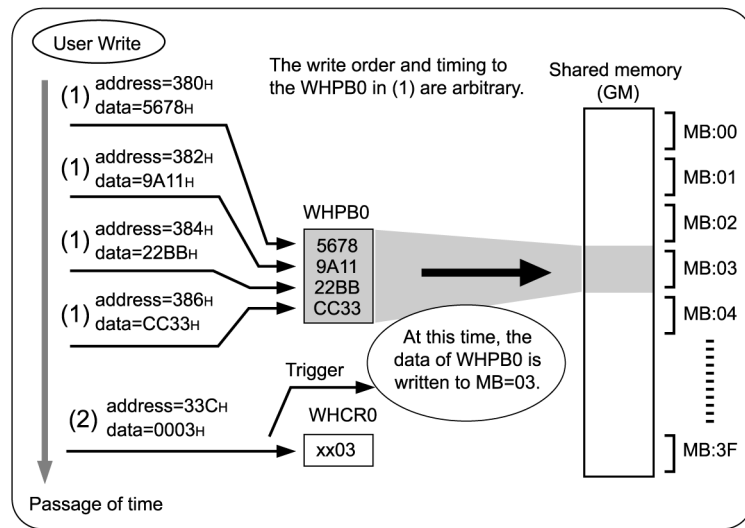 User Write
The write order and timing to
the WHPB0 in (1) are arbitrary.
Shared memory
(GM)
(1) address=380H
data=5678H
(1) address=382H
data=9A11H
(1) address=384H
data=22BBH
(1) address=386H
data=CC33H
WHPB0
5678
9A11
22BB
CC33
MB:00
MB:01
MB:02
MB:03
MB:04
MB:3F
At this time, the
data of WHPB0 is
written to MB=03.
Trigger
(2) address=33CH
data=0003H
WHCR0
xx03
Passage of time